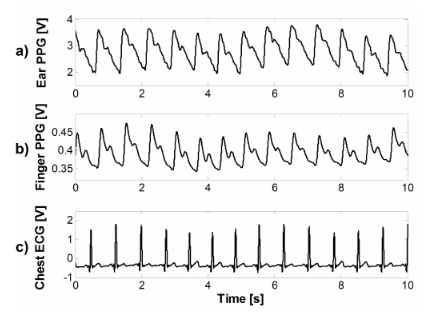 a)
Ear PPG [V]
4
3
2
0 2 4 6 8 10
b)
Finger PPG [V]
0.45
0.4
0.35
0 2 4 6 8 10
c)
Chest ECG [V]
2
1
0
-1
0 2 4 6 8 10
Time [s]